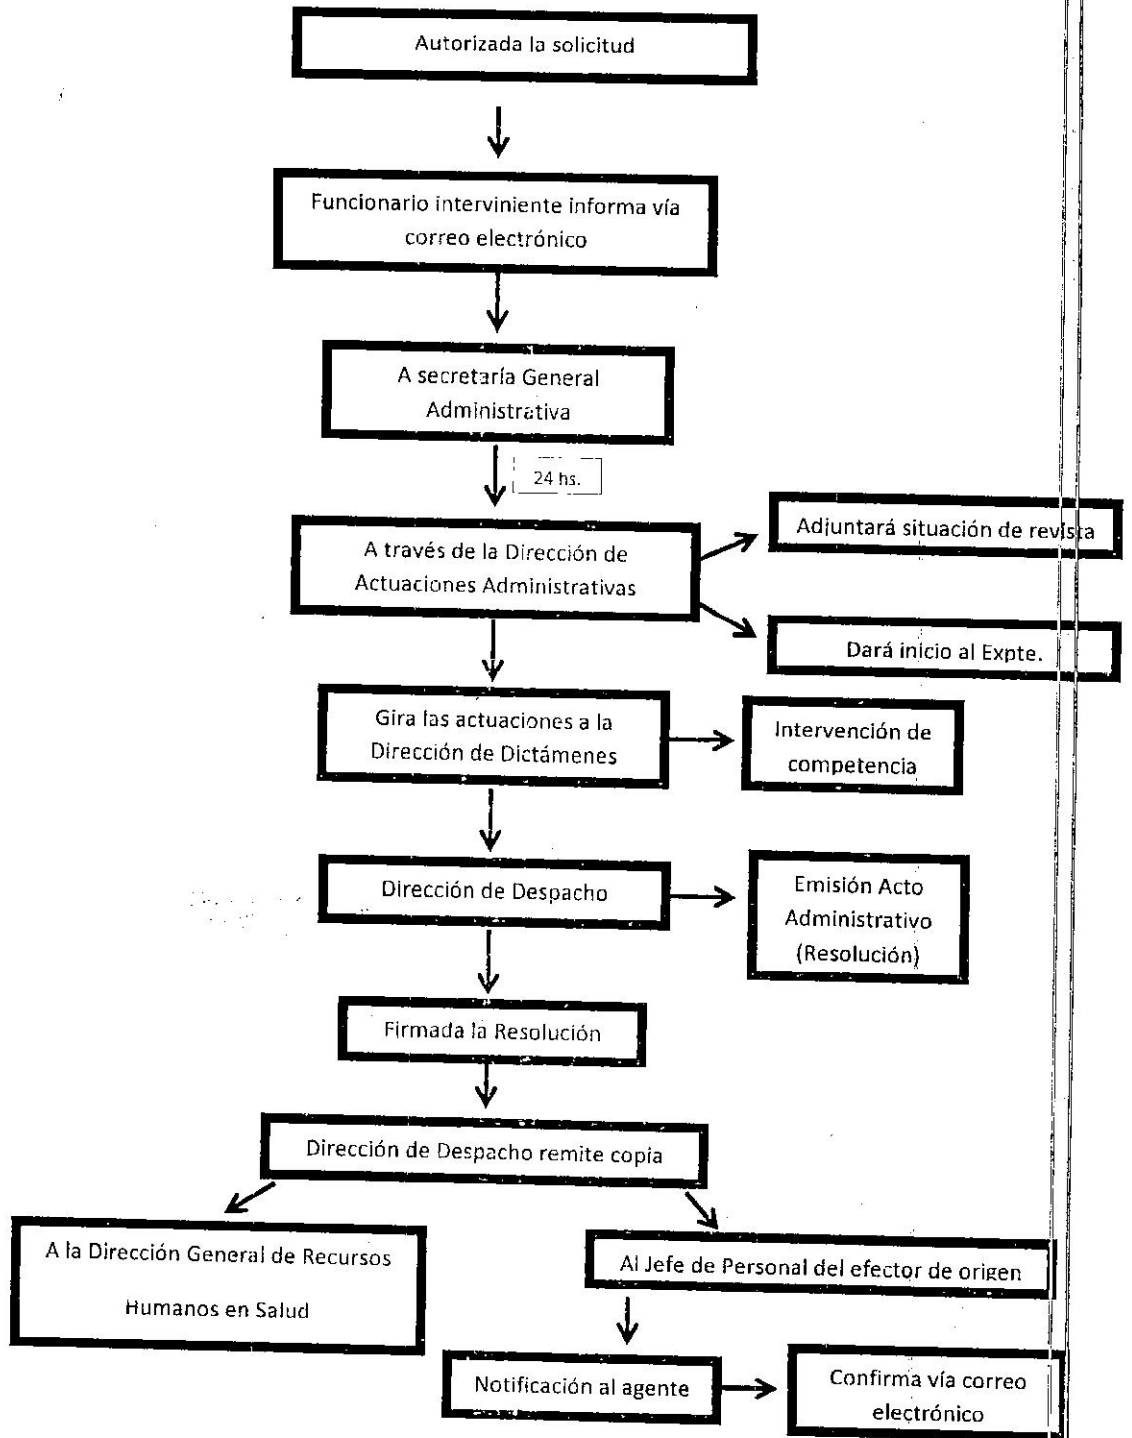 Autorizada la solicitud
Funcionario interviniente informa vía
correo electrónico
A secretaría General
Administrativa
24 hs.
A través de la Dirección de
Actuaciones Administrativas
Adjuntará situación de revista
Dará inicio al Expte.
Gira las actuaciones a la
Dirección de Dictámenes
Intervención de
competencia
Dirección de Despacho
Emisión Acto
Administrativo
(Resolución)
Firmada la Resolución
Dirección de Despacho remite copia
A la Dirección General de Recursos
Humanos en Salud
Al Jefe de Personal del efector de origen
Notificación al agente
Confirma vía correo
electrónico